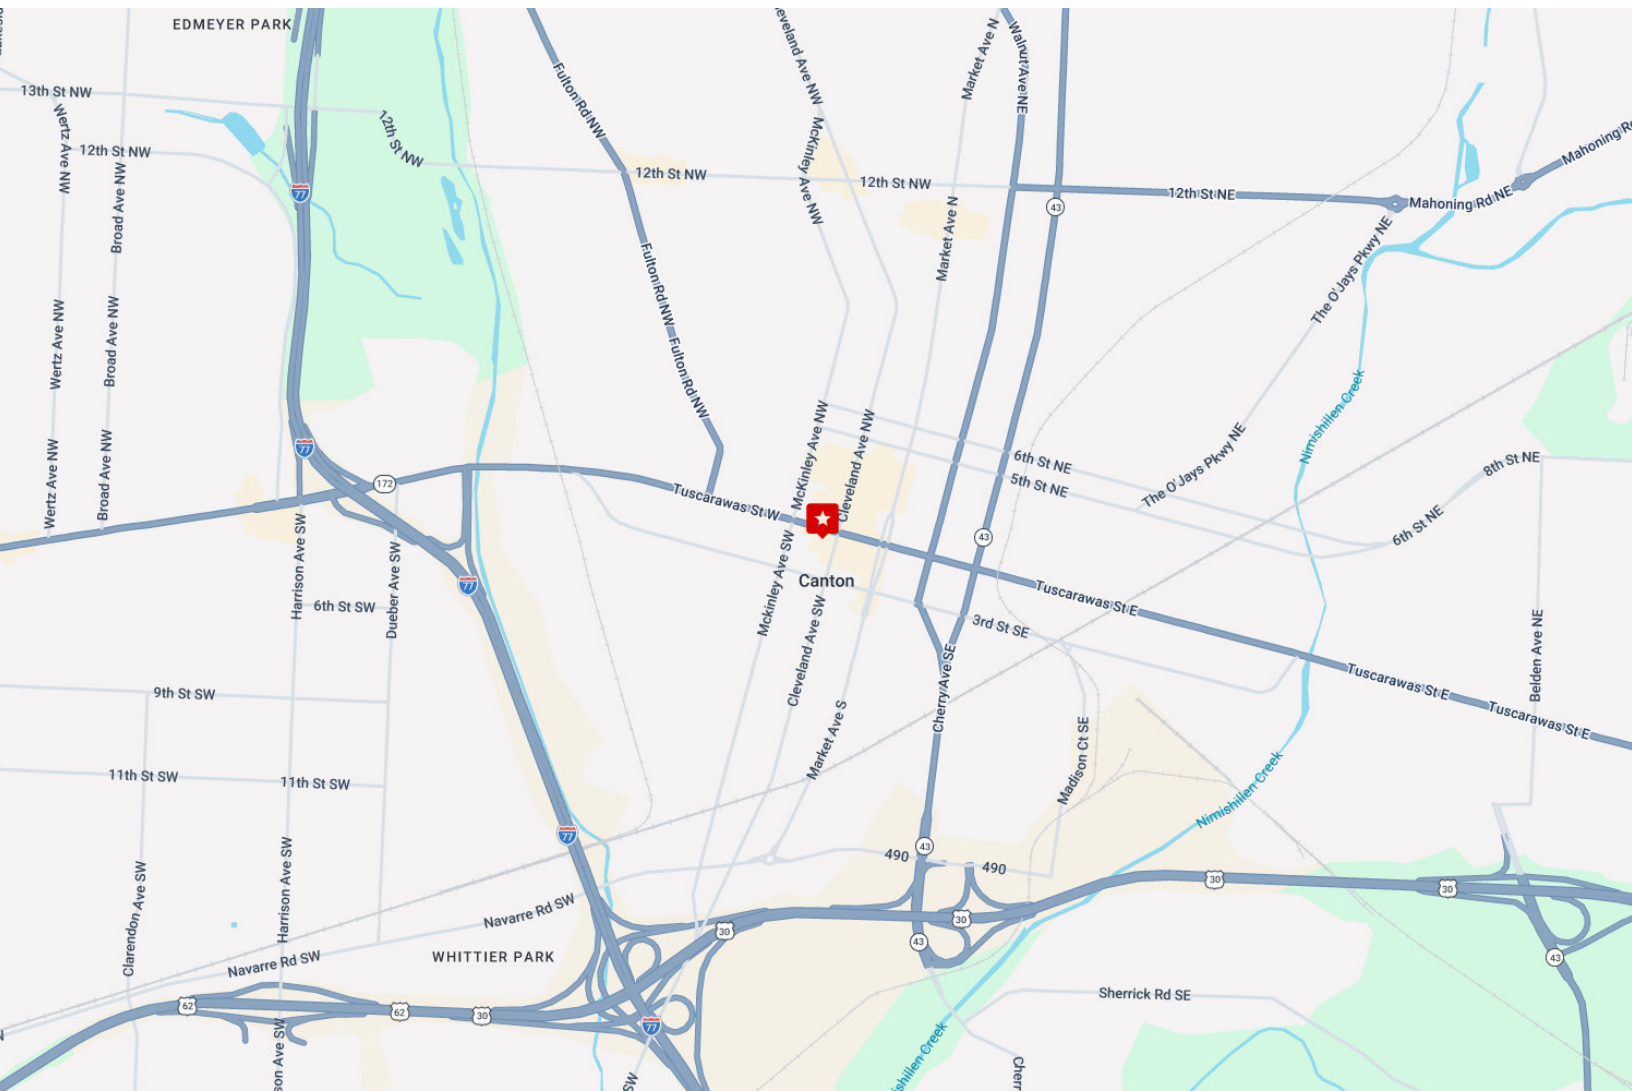 EDMEYER PARK
13th St NW
Wertz Ave NW
12th St NW
Broad Ave NW
12th St NW
77
Fulton Rd NW
12th St NW
McKinley Ave NW
12th St NW
Market Ave N
Walnut Ave NE
Market Ave N
43
12th St NE
Mahoning Rd NE
The O'Jays Pkwy NE
Wertz Ave NW
Broad Ave NW
Fulton Rd NW
Fulton Rd NW
Nimishillen Creek
Wertz Ave NW
Broad Ave NW
77
172
McKinley Ave NW
Cleveland Ave NW
6th St NE
5th St NE
The O'Jays Pkwy NE
8th St NE
6th St NE
Tuscarawas St W
43
Harrison Ave SW
Dueber Ave SW
77
6th St SW
Mckinley Ave SW
Canton
Cleveland Ave SW
Tuscarawas St E
3rd St SE
Cherry Ave SE
Belden Ave NE
Tuscarawas St E
Tuscarawas St E
9th St SW
11th St SW
11th St SW
Market Ave S
Madison Ct SE
Nimishillen Creek
77
43
490
490
30
30
Clarendon Ave SW
Harrison Ave SW
Navarre Rd SW
30
30
43
43
WHITTIER PARK
Navarre Rd SW
62
62
30
77
Sherrick Rd SE
SW